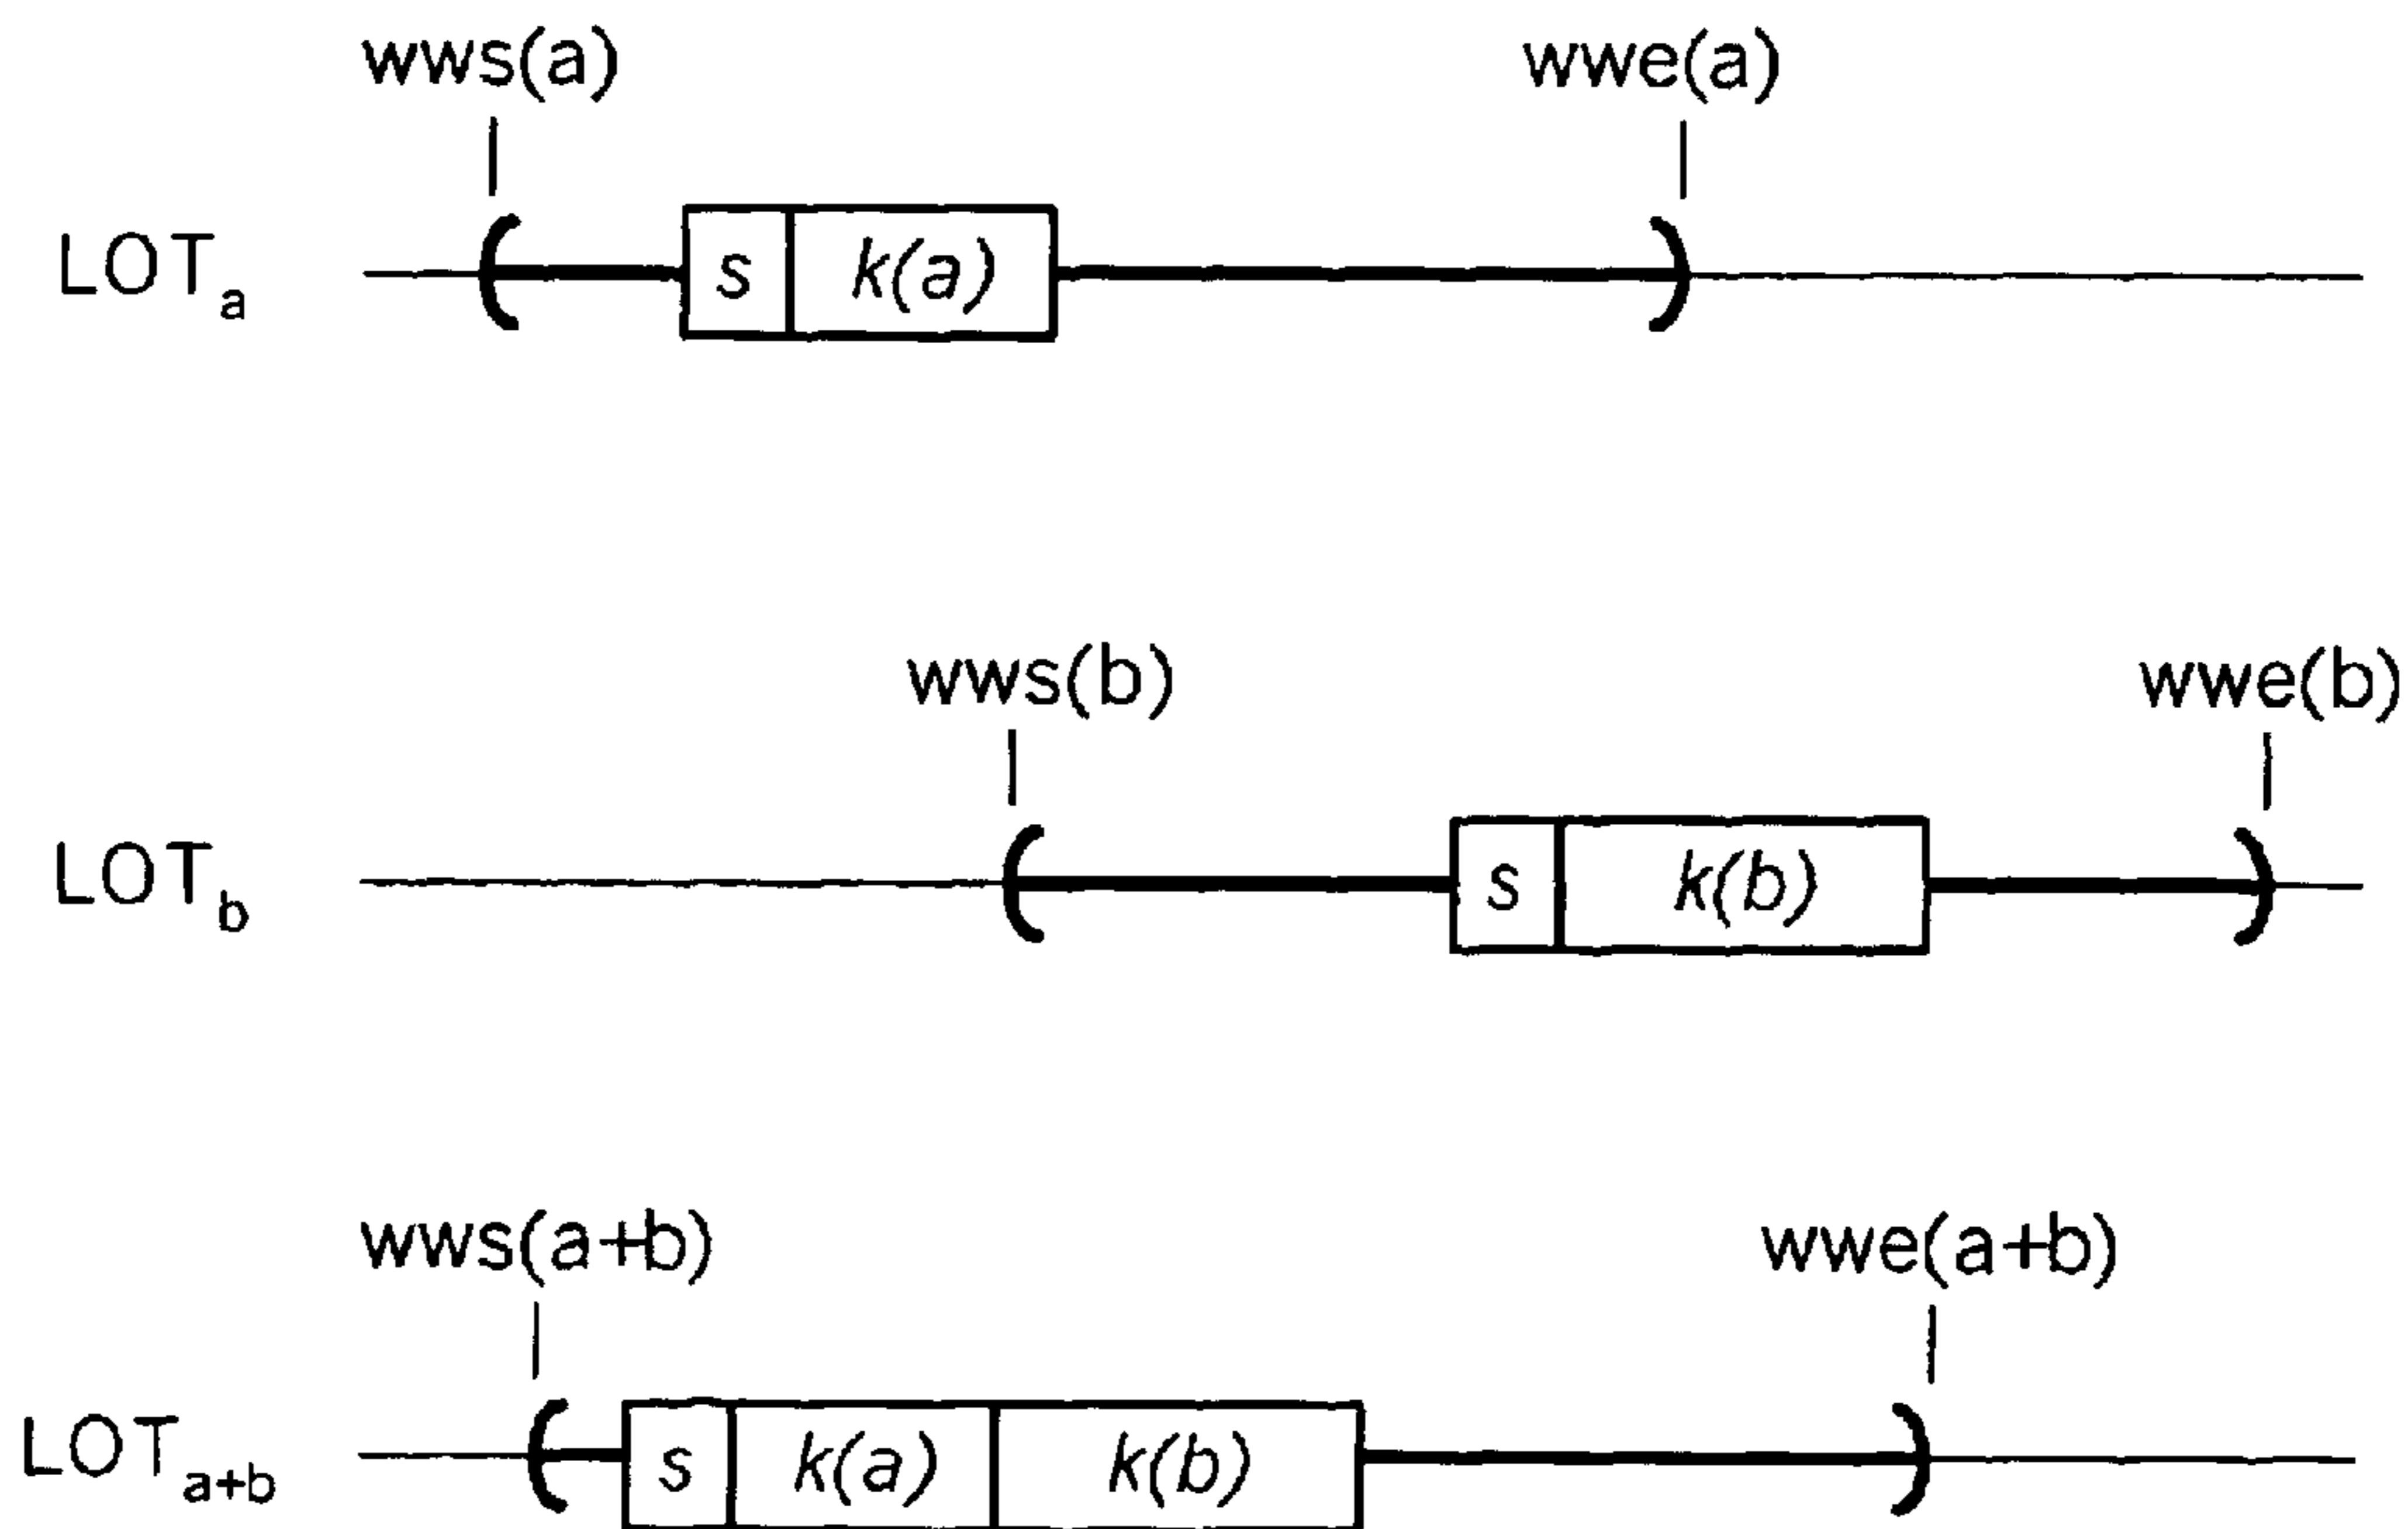 wws(a) wwe(a)
LOTa s k(a)
wws(b) wwe(b)
LOTb s k(b)
wws(a+b) wwe(a+b)
LOTa+b s k(a) k(b)